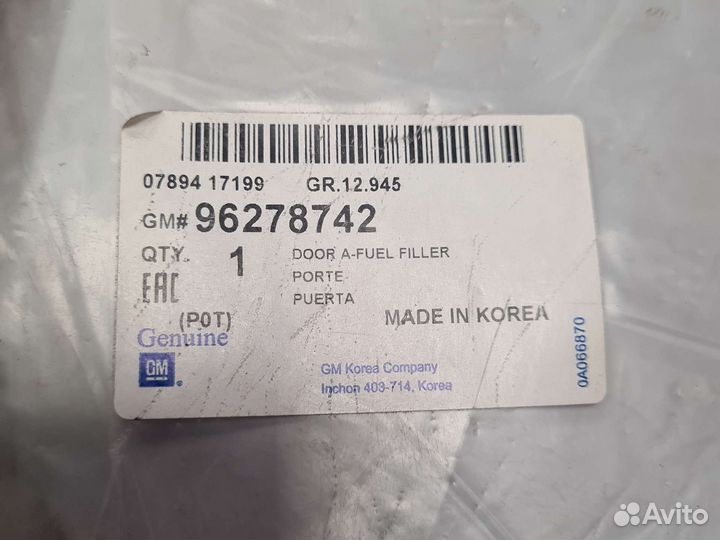 07894 17199 GR.12.945
GM# 96278742
QTY. 1 DOOR A-FUEL FILLER
PORTE
PUERTA
EAC
(P0T)
MADE IN KOREA
Genuine
GM
GM Korea Company
Inchon 403-714, Korea
0A066870
Avito